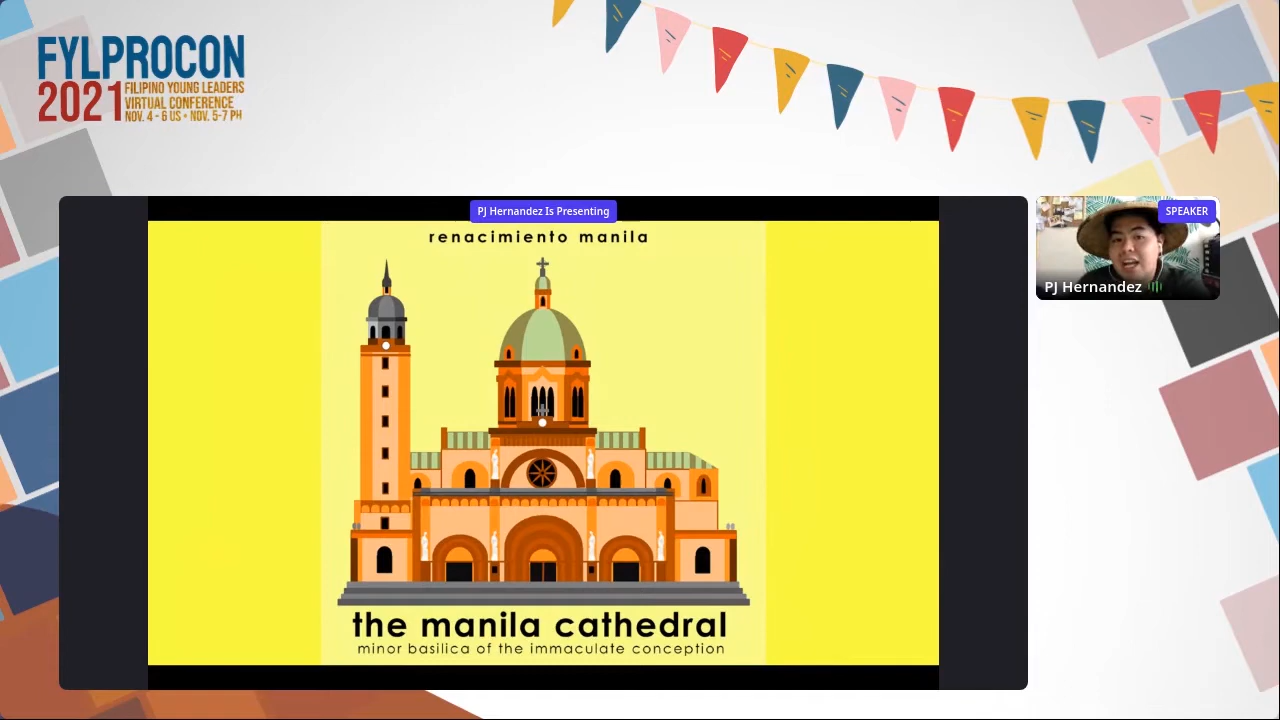 FYLPROCON
2021 FILIPINO YOUNG LEADERS
VIRTUAL CONFERENCE
NOV. 4 - 6 US • NOV. 5-7 PH
PJ Hernandez Is Presenting
SPEAKER
PJ Hernandez
renacimiento manila
the manila cathedral
minor basilica of the immaculate conception